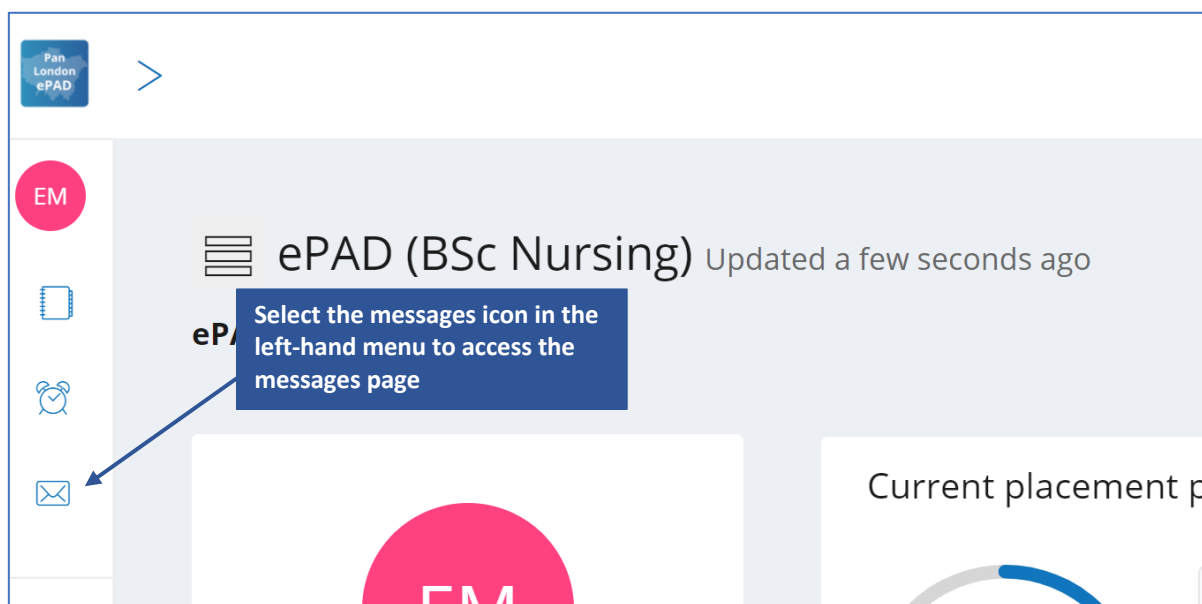 Pan
London
ePAD
EM
ePAD (BSc Nursing) Updated a few seconds ago
Select the messages icon in the
left-hand menu to access the
messages page
Current placement
EM